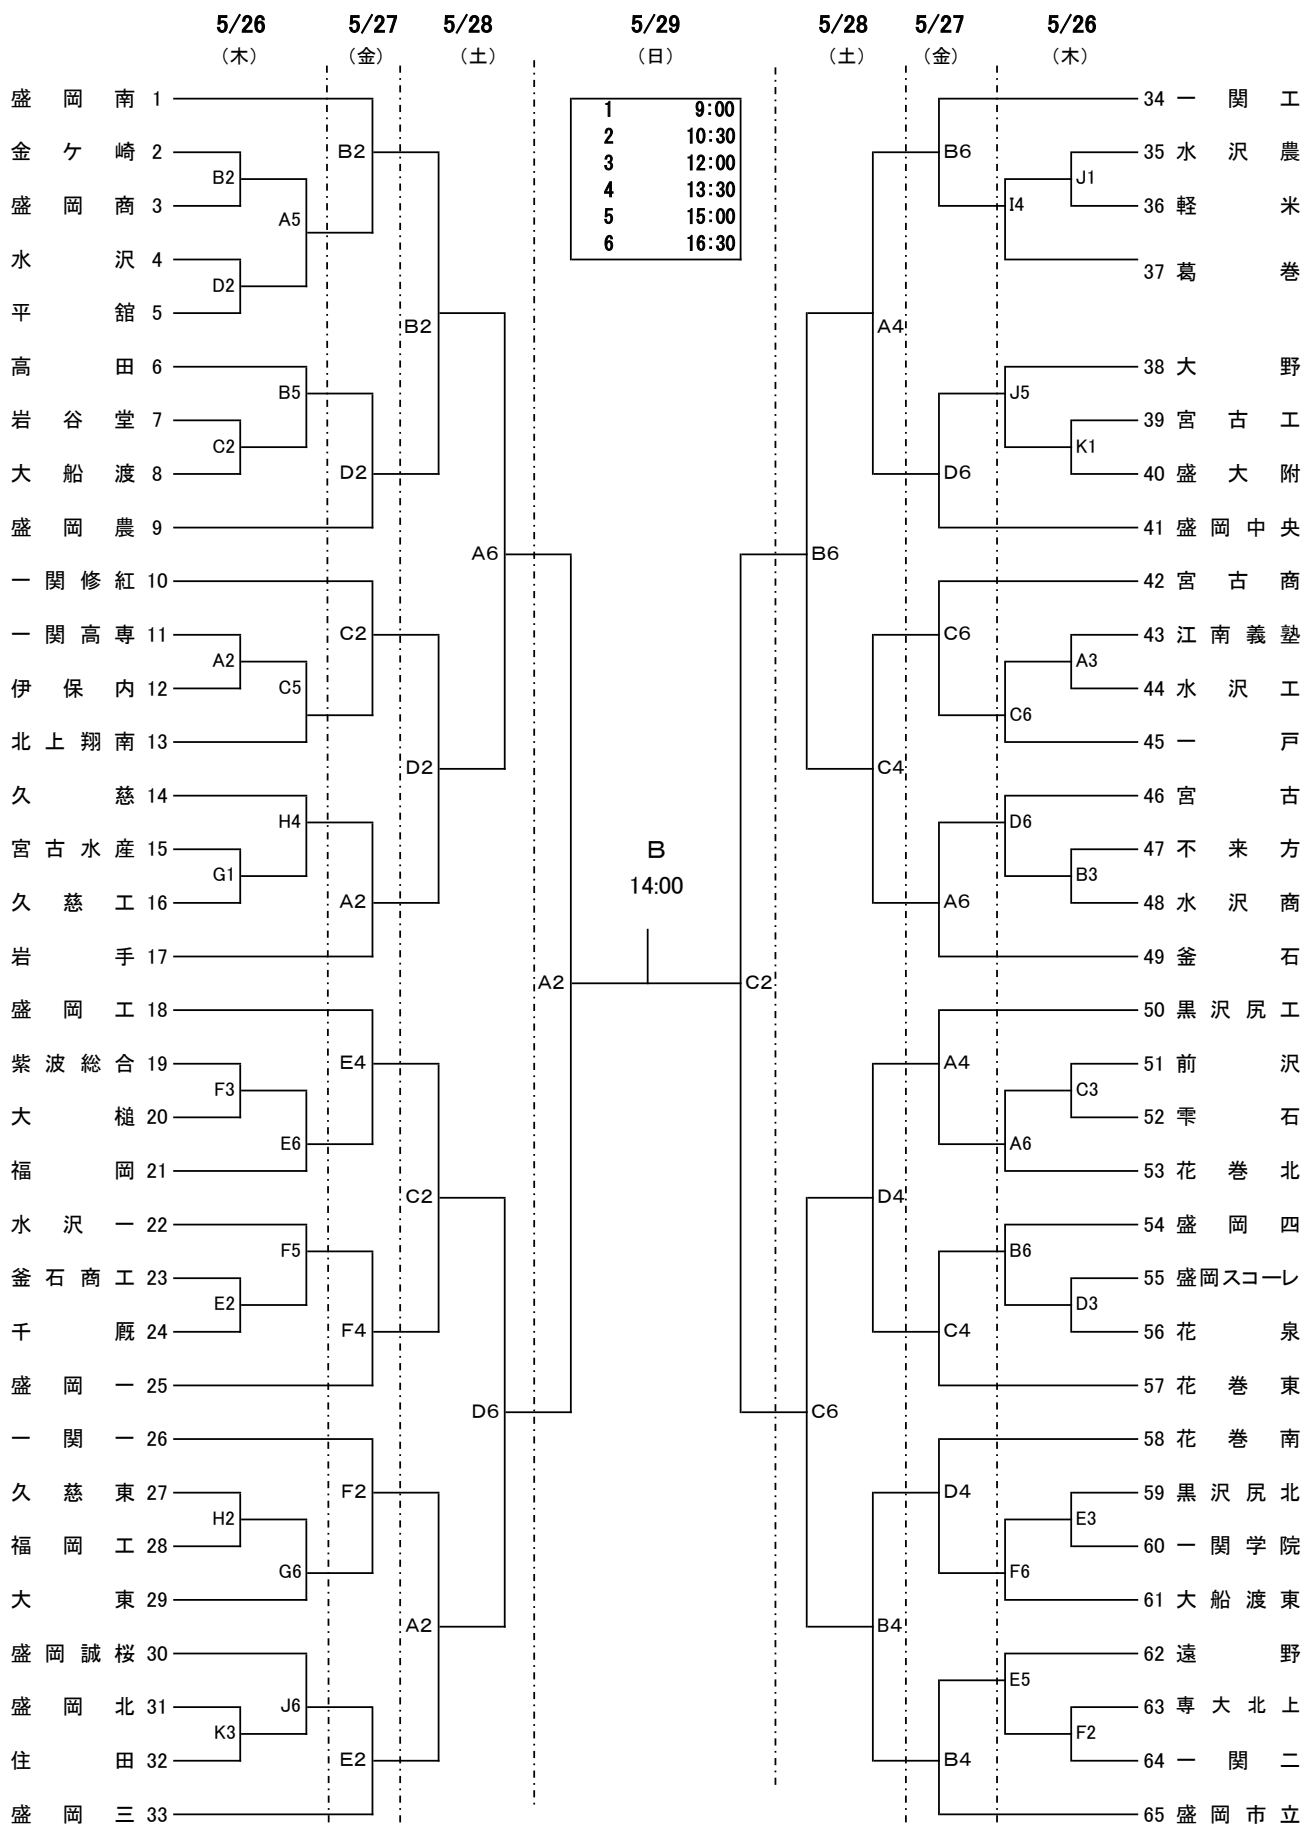 5/26 5/27 5/28 5/29 5/28 5/27 5/26
（木） （金） （土） （日） （土） （金） （木）
1 9:00
2 10:30
3 12:00
4 13:30
5 15:00
6 16:30
盛岡南 1
金ケ崎 2
盛岡商 3
水沢 4
平舘 5
高田 6
岩谷堂 7
大船渡 8
盛岡農 9
一関修紅 10
一関高専 11
伊保内 12
北上翔南 13
久慈 14
宮古水産 15
久慈工 16
岩手 17
盛岡工 18
紫波総合 19
大槌 20
福岡 21
水沢一 22
釜石商工 23
千厩 24
盛岡一 25
一関一 26
久慈東 27
福岡工 28
大東 29
盛岡誠桜 30
盛岡北 31
住田 32
盛岡三 33
B2
D2
C2
A2
G1
F3
E2
H2
K3
A5
B5
C5
H4
E6
F5
G6
J6
B2
D2
C2
A2
E4
F4
F2
E2
B2
D2
C2
A2
A6
D6
A2
B
14:00
C2
B6
C6
A4
C4
D4
B4
B6
D6
C6
A6
A4
C4
D4
B4
I4
J5
C6
D6
A6
B6
F6
E5
J1
K1
A3
B3
C3
D3
E3
F2
34 一関工
35 水沢農
36 軽米
37 葛巻
38 大野
39 宮古工
40 盛大附
41 盛岡中央
42 宮古商
43 江南義塾
44 水沢工
45 一戸
46 宮古
47 不来方
48 水沢商
49 釜石
50 黒沢尻工
51 前沢
52 雫石
53 花巻北
54 盛岡四
55 盛岡スコーレ
56 花泉
57 花巻東
58 花巻南
59 黒沢尻北
60 一関学院
61 大船渡東
62 遠野
63 専大北上
64 一関二
65 盛岡市立